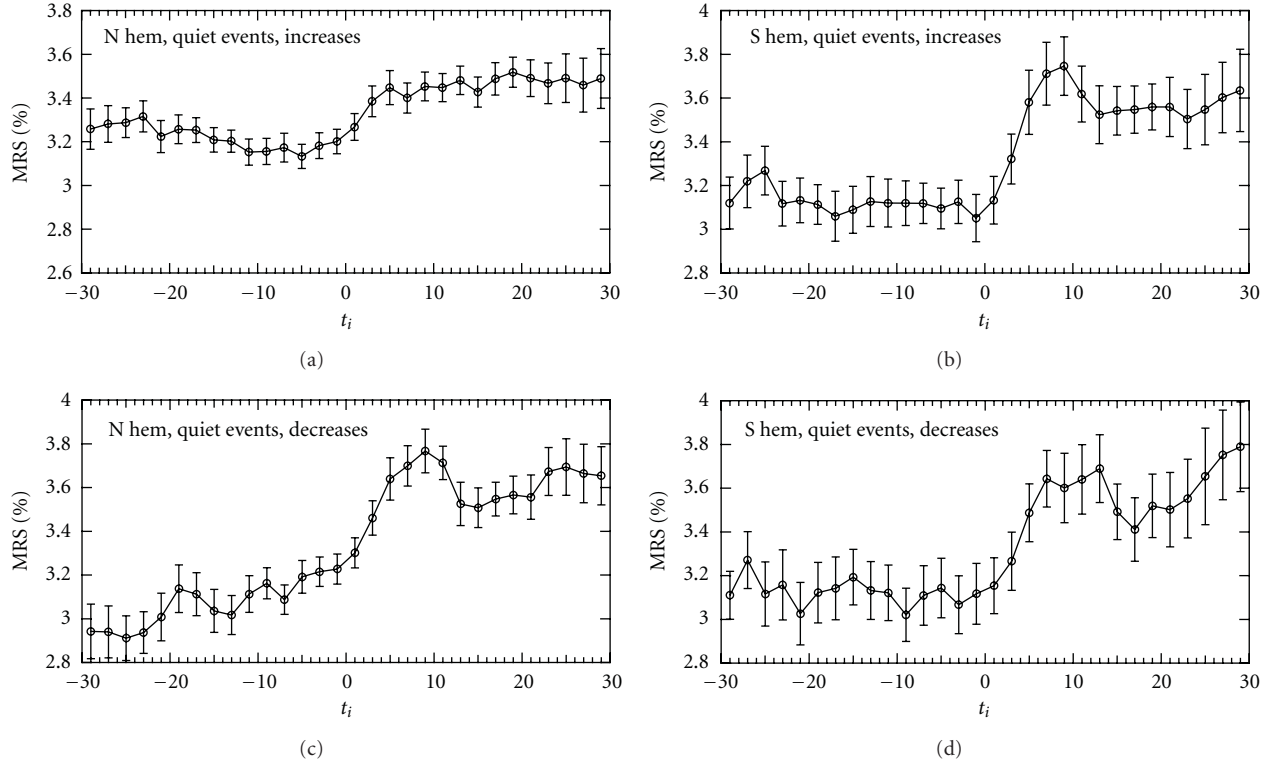 3.8
3.6
3.4
3.2
3
2.8
2.6
MRS (%)
N hem, quiet events, increases
−30 −20 −10 0 10 20 30
t_i
(a)
4
3.8
3.6
3.4
3.2
3
2.8
MRS (%)
S hem, quiet events, increases
−30 −20 −10 0 10 20 30
t_i
(b)
4
3.8
3.6
3.4
3.2
3
2.8
MRS (%)
N hem, quiet events, decreases
−30 −20 −10 0 10 20 30
t_i
(c)
4
3.8
3.6
3.4
3.2
3
2.8
MRS (%)
S hem, quiet events, decreases
−30 −20 −10 0 10 20 30
t_i
(d)